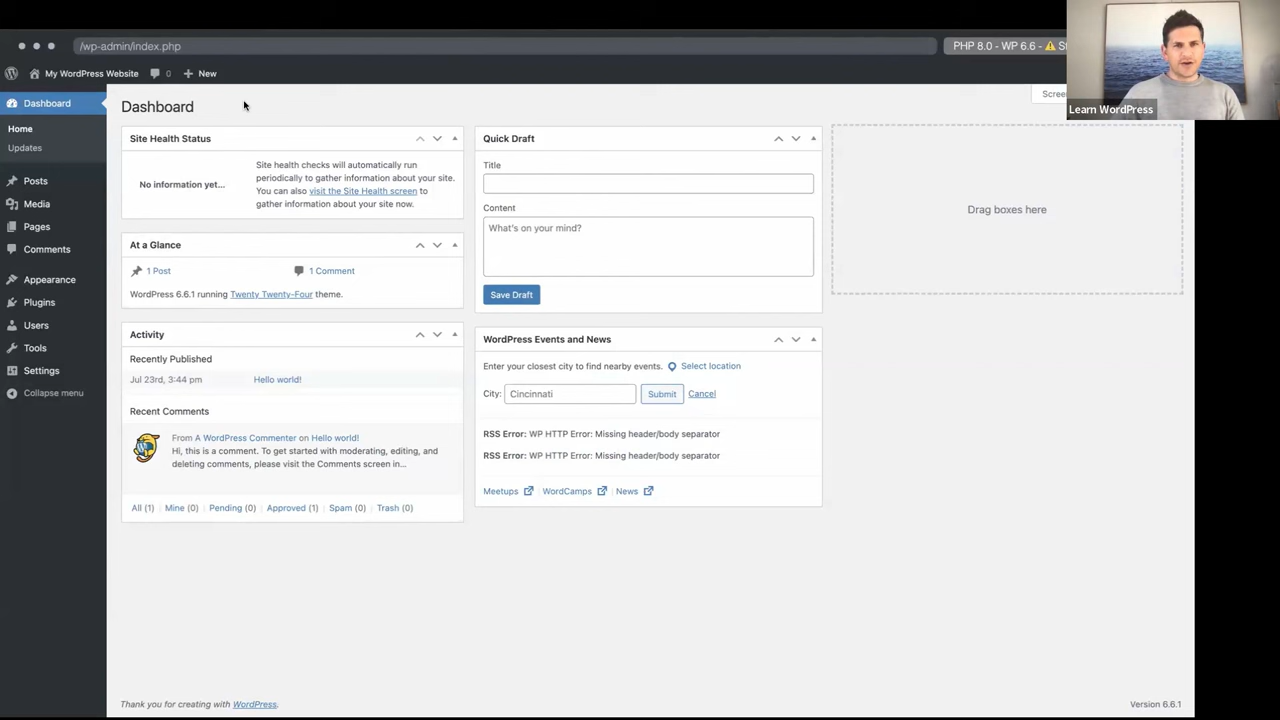 /wp-admin/index.php
PHP 8.0 - WP 6.6 -
My WordPress Website
0
New
Learn WordPress
Dashboard
Home
Updates
Posts
Media
Pages
Comments
Appearance
Plugins
Users
Tools
Settings
Collapse menu
Dashboard
Site Health Status
No information yet...
Site health checks will automatically run
periodically to gather information about your site.
You can also visit the Site Health screen to
gather information about your site now.
At a Glance
1 Post
1 Comment
WordPress 6.6.1 running Twenty Twenty-Four theme.
Activity
Recently Published
Jul 23rd, 3:44 pm
Hello world!
Recent Comments
From A WordPress Commenter on Hello world!
Hi, this is a comment. To get started with moderating, editing, and
deleting comments, please visit the Comments screen in...
All (1) | Mine (0) | Pending (0) | Approved (1) | Spam (0) | Trash (0)
Quick Draft
Title
Content
What's on your mind?
Save Draft
WordPress Events and News
Enter your closest city to find nearby events.
Select location
City:
Cincinnati
Submit
Cancel
RSS Error: WP HTTP Error: Missing header/body separator
RSS Error: WP HTTP Error: Missing header/body separator
Meetups | WordCamps | News
Drag boxes here
Thank you for creating with WordPress.
Version 6.6.1